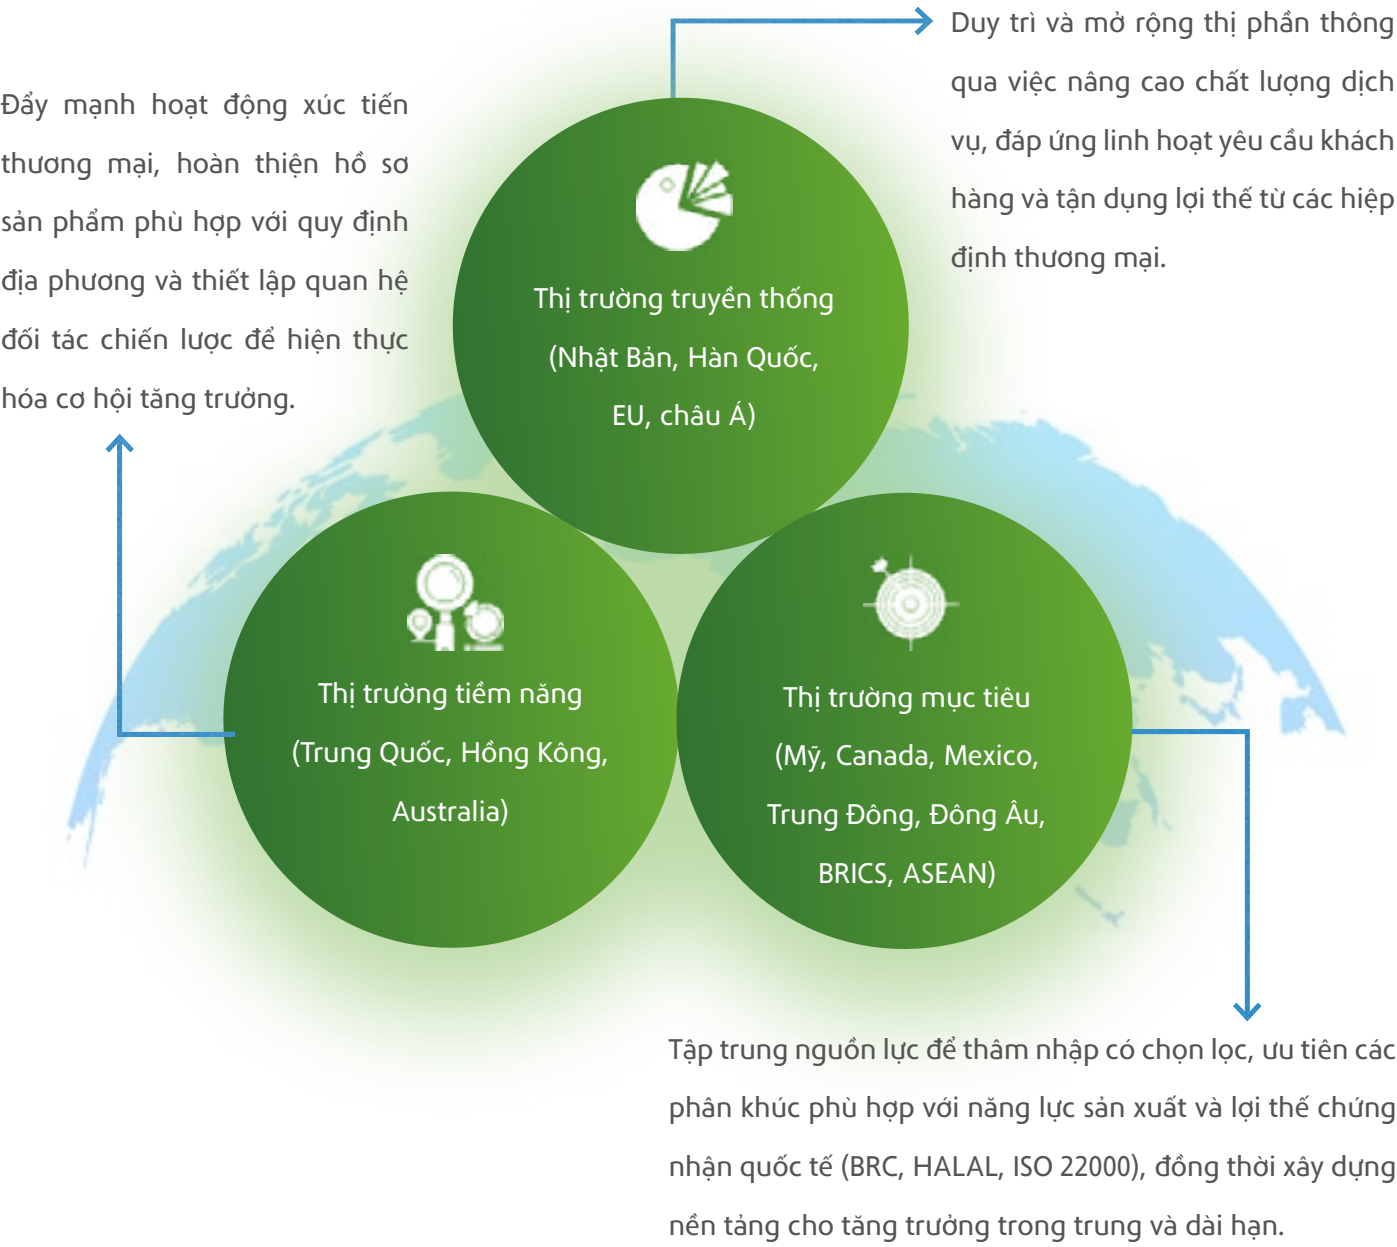 Duy trì và mở rộng thị phần thông
qua việc nâng cao chất lượng dịch
vụ, đáp ứng linh hoạt yêu cầu khách
hàng và tận dụng lợi thế từ các hiệp
định thương mại.
Đẩy mạnh hoạt động xúc tiến
thương mại, hoàn thiện hồ sơ
sản phẩm phù hợp với quy định
địa phương và thiết lập quan hệ
đối tác chiến lược để hiện thực
hóa cơ hội tăng trưởng.
Thị trường truyền thống
(Nhật Bản, Hàn Quốc,
EU, châu Á)
Thị trường tiềm năng
(Trung Quốc, Hồng Kông,
Australia)
Thị trường mục tiêu
(Mỹ, Canada, Mexico,
Trung Đông, Đông Âu,
BRICS, ASEAN)
Tập trung nguồn lực để thâm nhập có chọn lọc, ưu tiên các
phân khúc phù hợp với năng lực sản xuất và lợi thế chứng
nhận quốc tế (BRC, HALAL, ISO 22000), đồng thời xây dựng
nền tảng cho tăng trưởng trong trung và dài hạn.